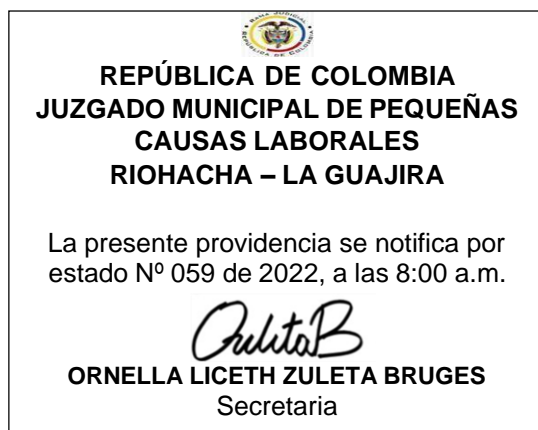 REPÚBLICA DE COLOMBIA
JUZGADO MUNICIPAL DE PEQUEÑAS
CAUSAS LABORALES
RIOHACHA – LA GUAJIRA
La presente providencia se notifica por
estado Nº 059 de 2022, a las 8:00 a.m.
ZuletaB
ORNELLA LICETH ZULETA BRUGES
Secretaria